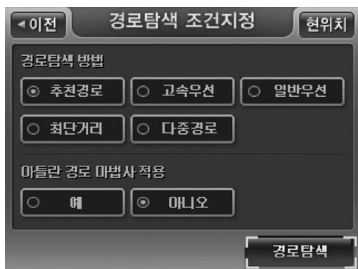 이전 경로탐색 조건지정 현위치
경로탐색 방법
추천경로 고속우선 일반우선
최단거리 다중경로
아틀란 경로 마법사 적용
예 아니오
경로탐색